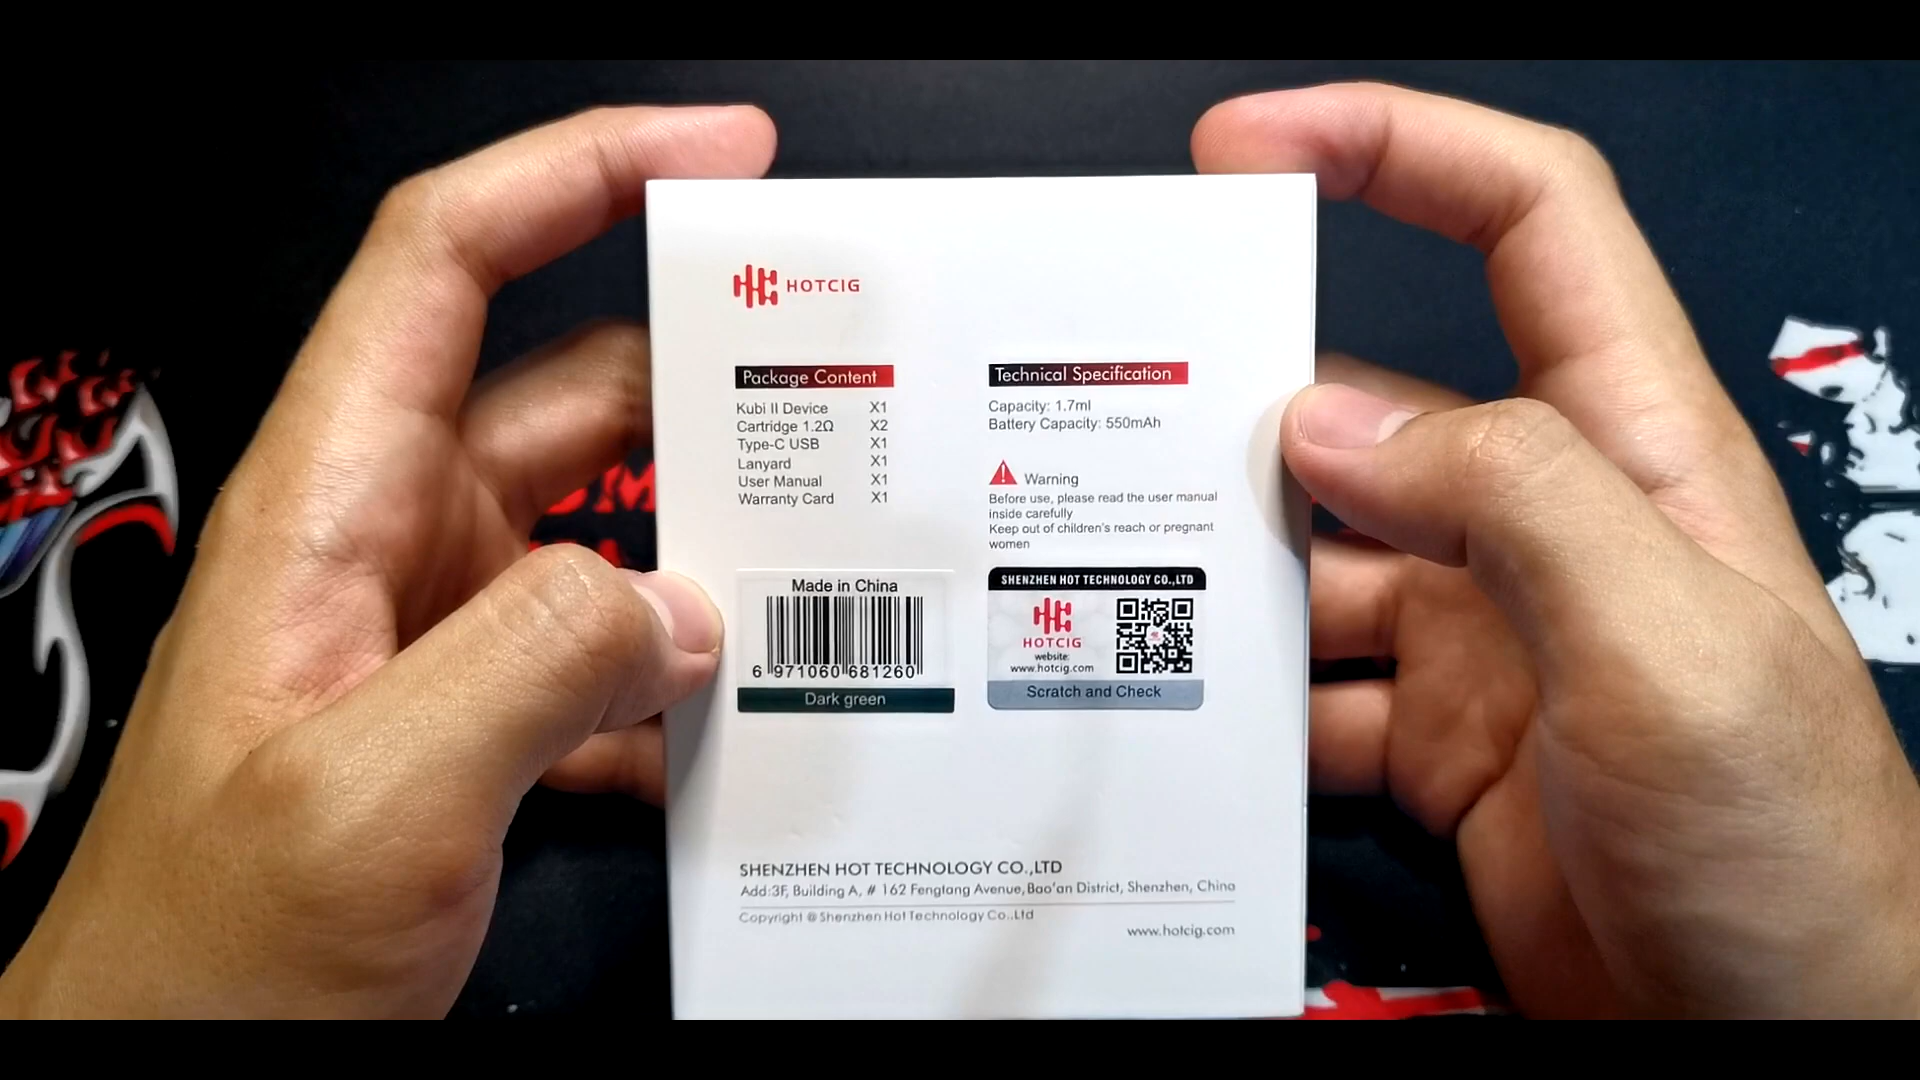 HOTCIG
Package Content
Kubi II Device X1
Cartridge 1.2Ω X2
Type-C USB X1
Lanyard X1
User Manual X1
Warranty Card X1
Technical Specification
Capacity: 1.7ml
Battery Capacity: 550mAh
Warning
Before use, please read the user manual
inside carefully
Keep out of children's reach or pregnant
women
Made in China
6 971060 681260
Dark green
SHENZHEN HOT TECHNOLOGY CO.,LTD
HOTCIG
website:
www.hotcig.com
Scratch and Check
SHENZHEN HOT TECHNOLOGY CO.,LTD
Add:3F, Building A, # 162 Fengtang Avenue, Bao'an District, Shenzhen, China
Copyright @ Shenzhen Hot Technology Co.,Ltd
www.hotcig.com